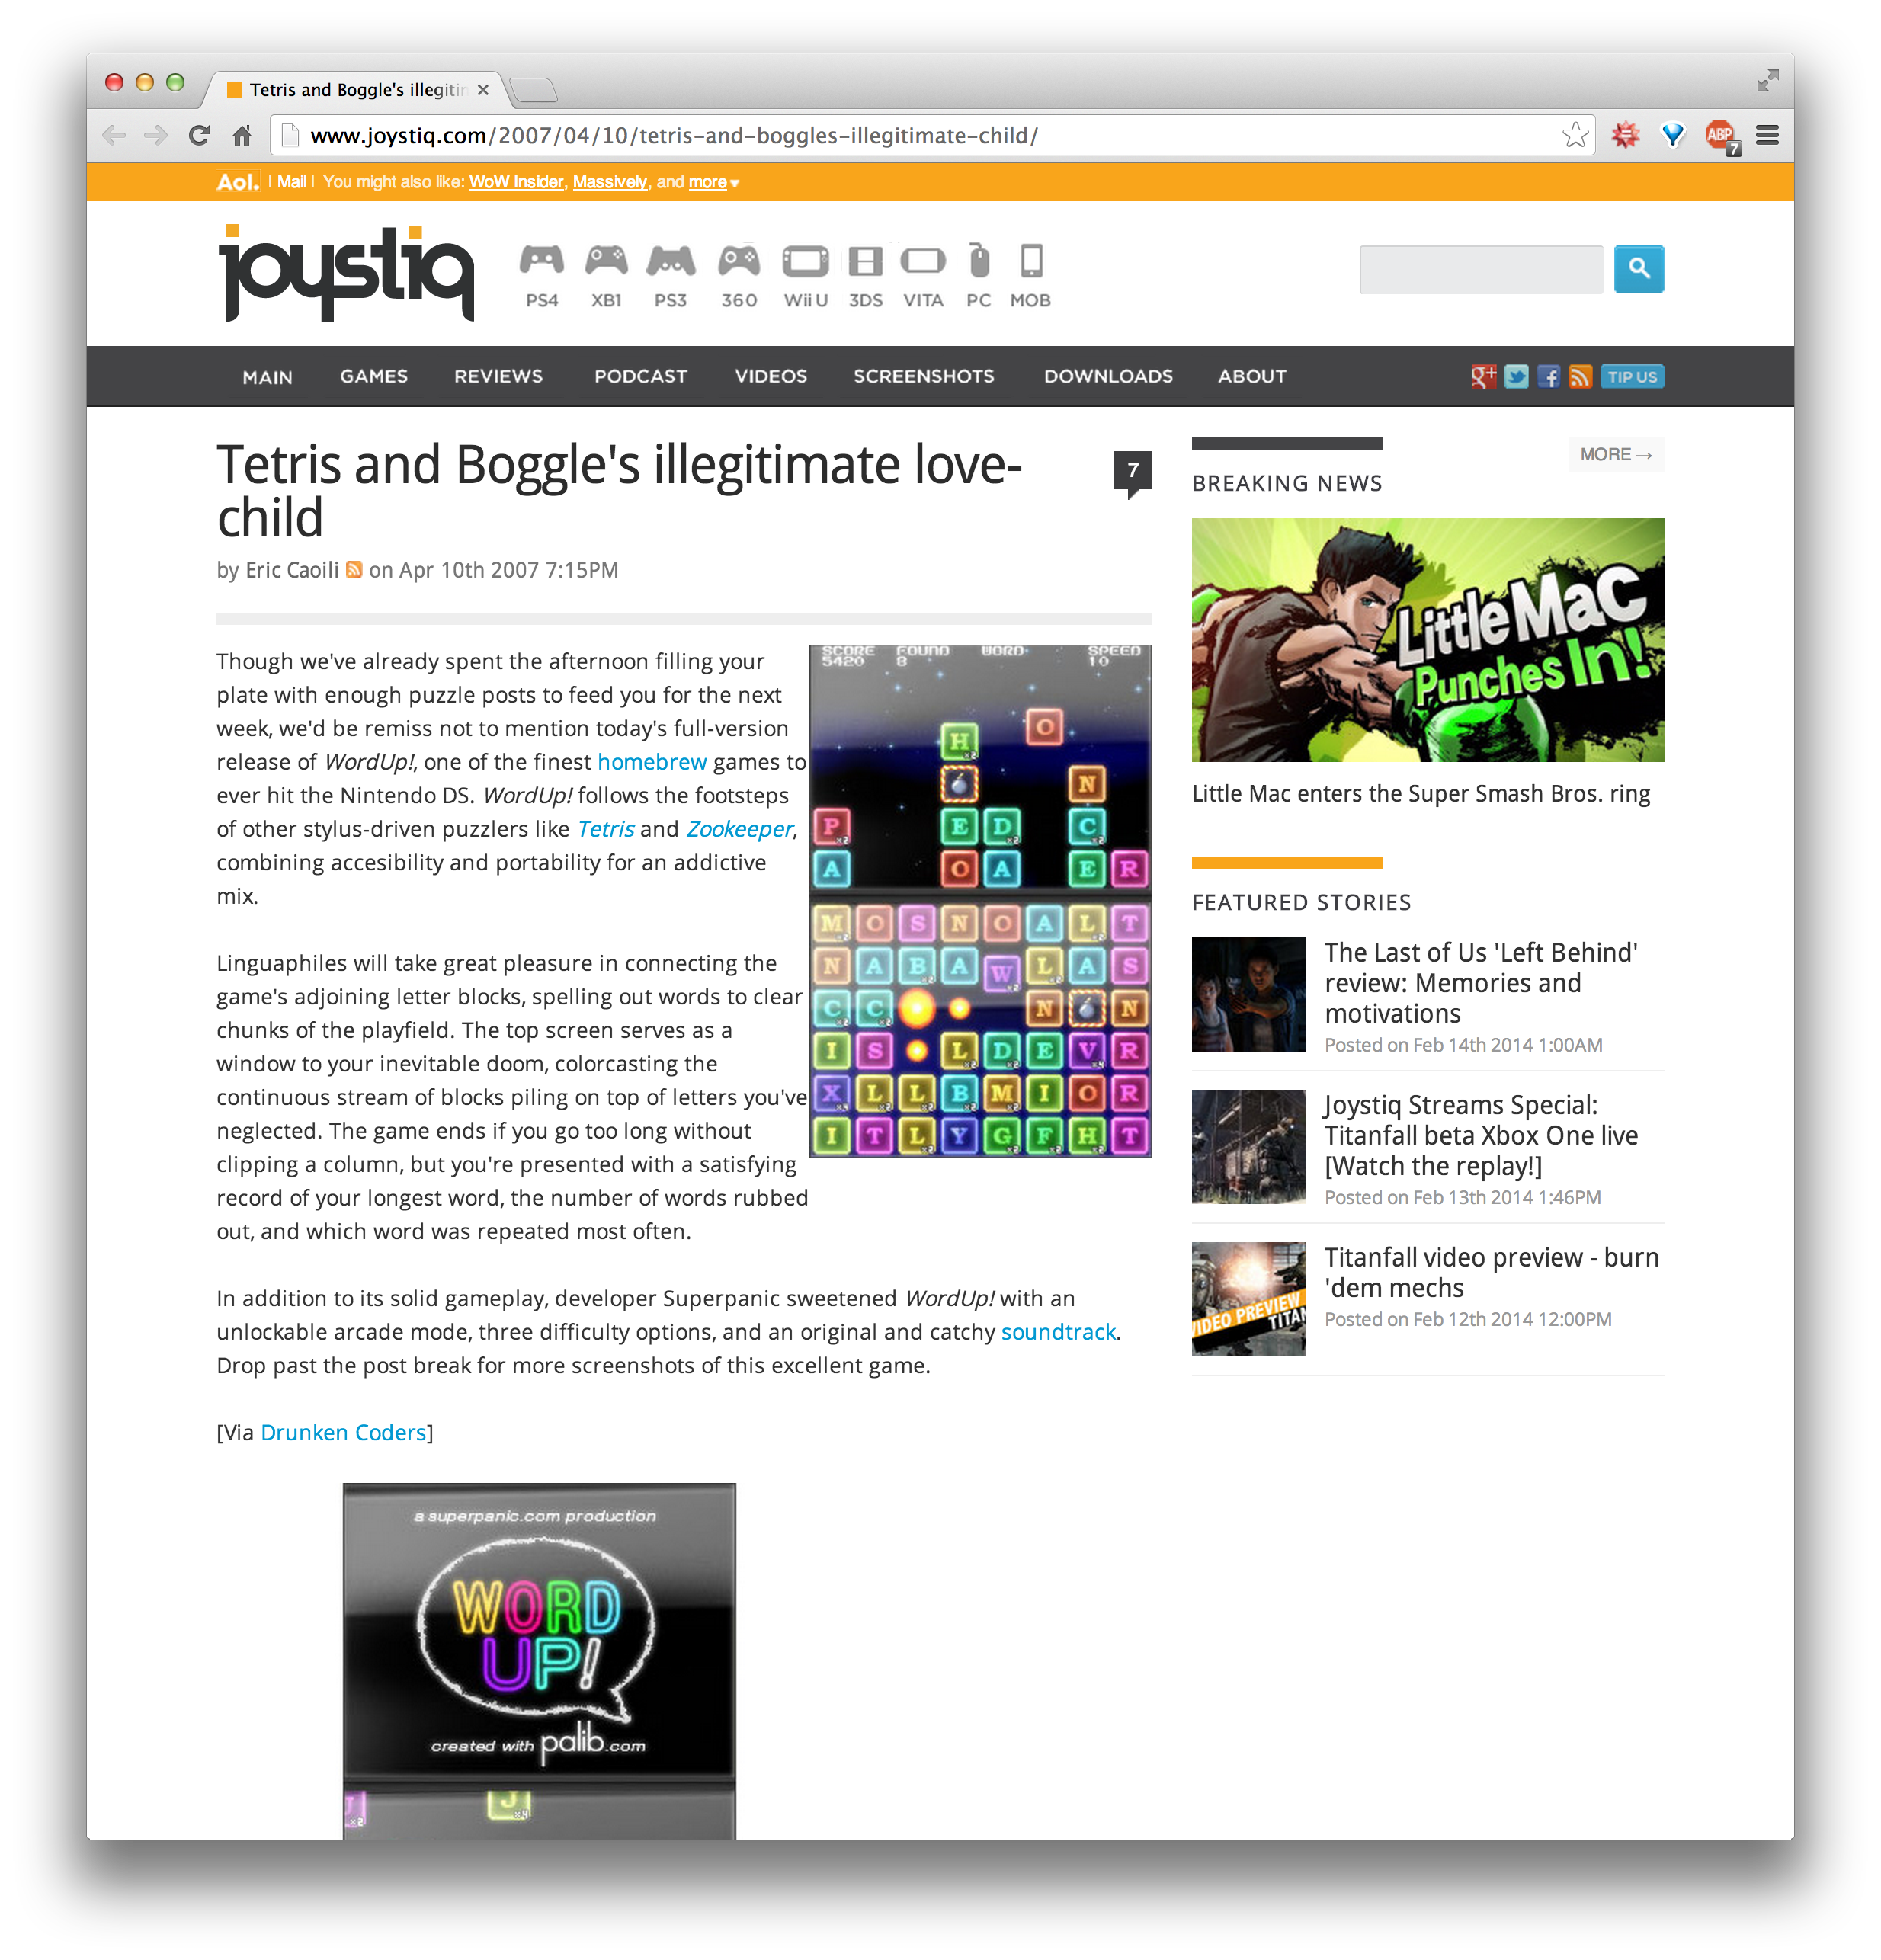 Tetris and Boggle's illegitin
www.joystiq.com/2007/04/10/tetris-and-boggles-illegitimate-child/
ABP
7
Aol. | Mail | You might also like: WoW Insider, Massively, and more
joystiq
PS4 XB1 PS3 360 Wii U 3DS VITA PC MOB
MAIN GAMES REVIEWS PODCAST VIDEOS SCREENSHOTS DOWNLOADS ABOUT
g+ f TIP US
Tetris and Boggle's illegitimate love-
child
7
by Eric Caoili on Apr 10th 2007 7:15PM
Though we've already spent the afternoon filling your
plate with enough puzzle posts to feed you for the next
week, we'd be remiss not to mention today's full-version
release of WordUp!, one of the finest homebrew games to
ever hit the Nintendo DS. WordUp! follows the footsteps
of other stylus-driven puzzlers like Tetris and Zookeeper,
combining accesibility and portability for an addictive
mix.
Linguaphiles will take great pleasure in connecting the
game's adjoining letter blocks, spelling out words to clear
chunks of the playfield. The top screen serves as a
window to your inevitable doom, colorcasting the
continuous stream of blocks piling on top of letters you've
neglected. The game ends if you go too long without
clipping a column, but you're presented with a satisfying
record of your longest word, the number of words rubbed
out, and which word was repeated most often.
SCORE FOUND WORD SPEED
5420 8 10
H O
N
P E D C
A O A E R
M O S N O A L T
N A B A W L A S
C C N N
I S L D E V R
X L L B M I O R
I T L Y G F H T
In addition to its solid gameplay, developer Superpanic sweetened WordUp! with an
unlockable arcade mode, three difficulty options, and an original and catchy soundtrack.
Drop past the post break for more screenshots of this excellent game.
[Via Drunken Coders]
a superpanic.com production
WORD
UP!
created with palib.com
J x2 J x4
MORE →
BREAKING NEWS
Little Mac
Punches In!
Little Mac enters the Super Smash Bros. ring
FEATURED STORIES
The Last of Us 'Left Behind'
review: Memories and
motivations
Posted on Feb 14th 2014 1:00AM
Joystiq Streams Special:
Titanfall beta Xbox One live
[Watch the replay!]
Posted on Feb 13th 2014 1:46PM
VIDEO PREVIEW
TITAN
Titanfall video preview - burn
'dem mechs
Posted on Feb 12th 2014 12:00PM